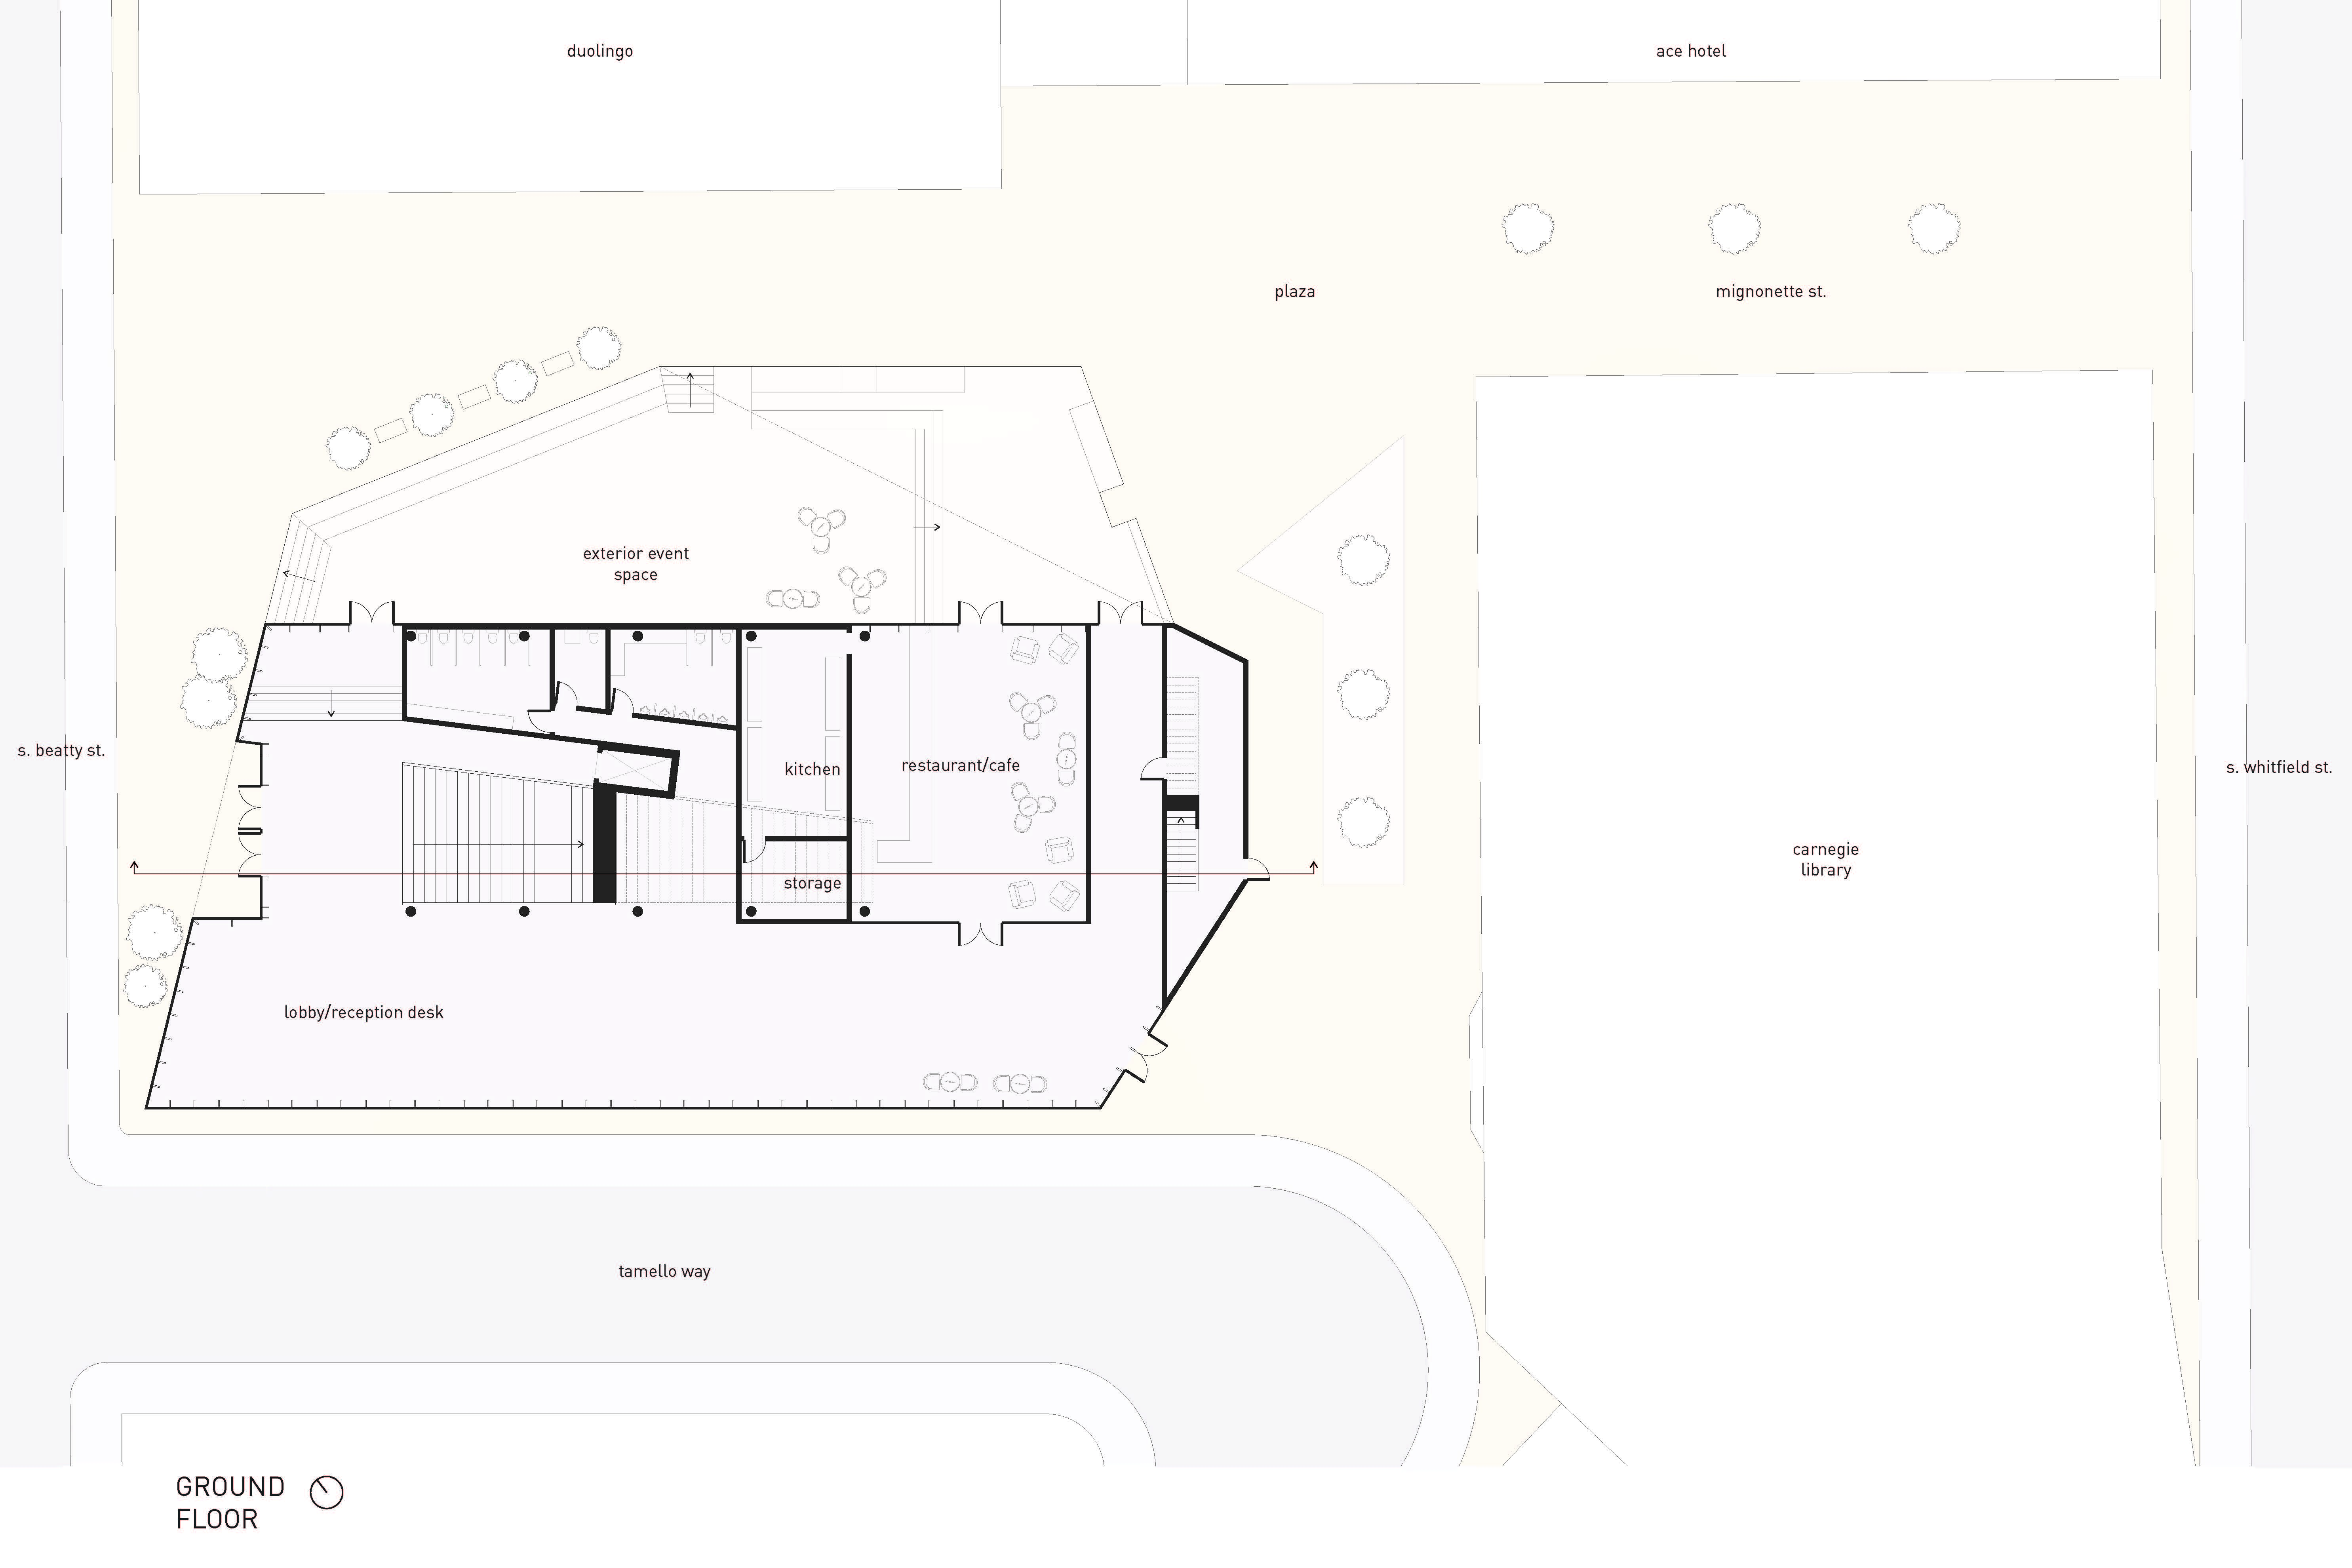 duolingo
ace hotel
plaza
mignonette st.
exterior event
space
s. beatty st.
kitchen
restaurant/cafe
s. whitfield st.
carnegie
library
storage
lobby/reception desk
tamello way
GROUND
FLOOR